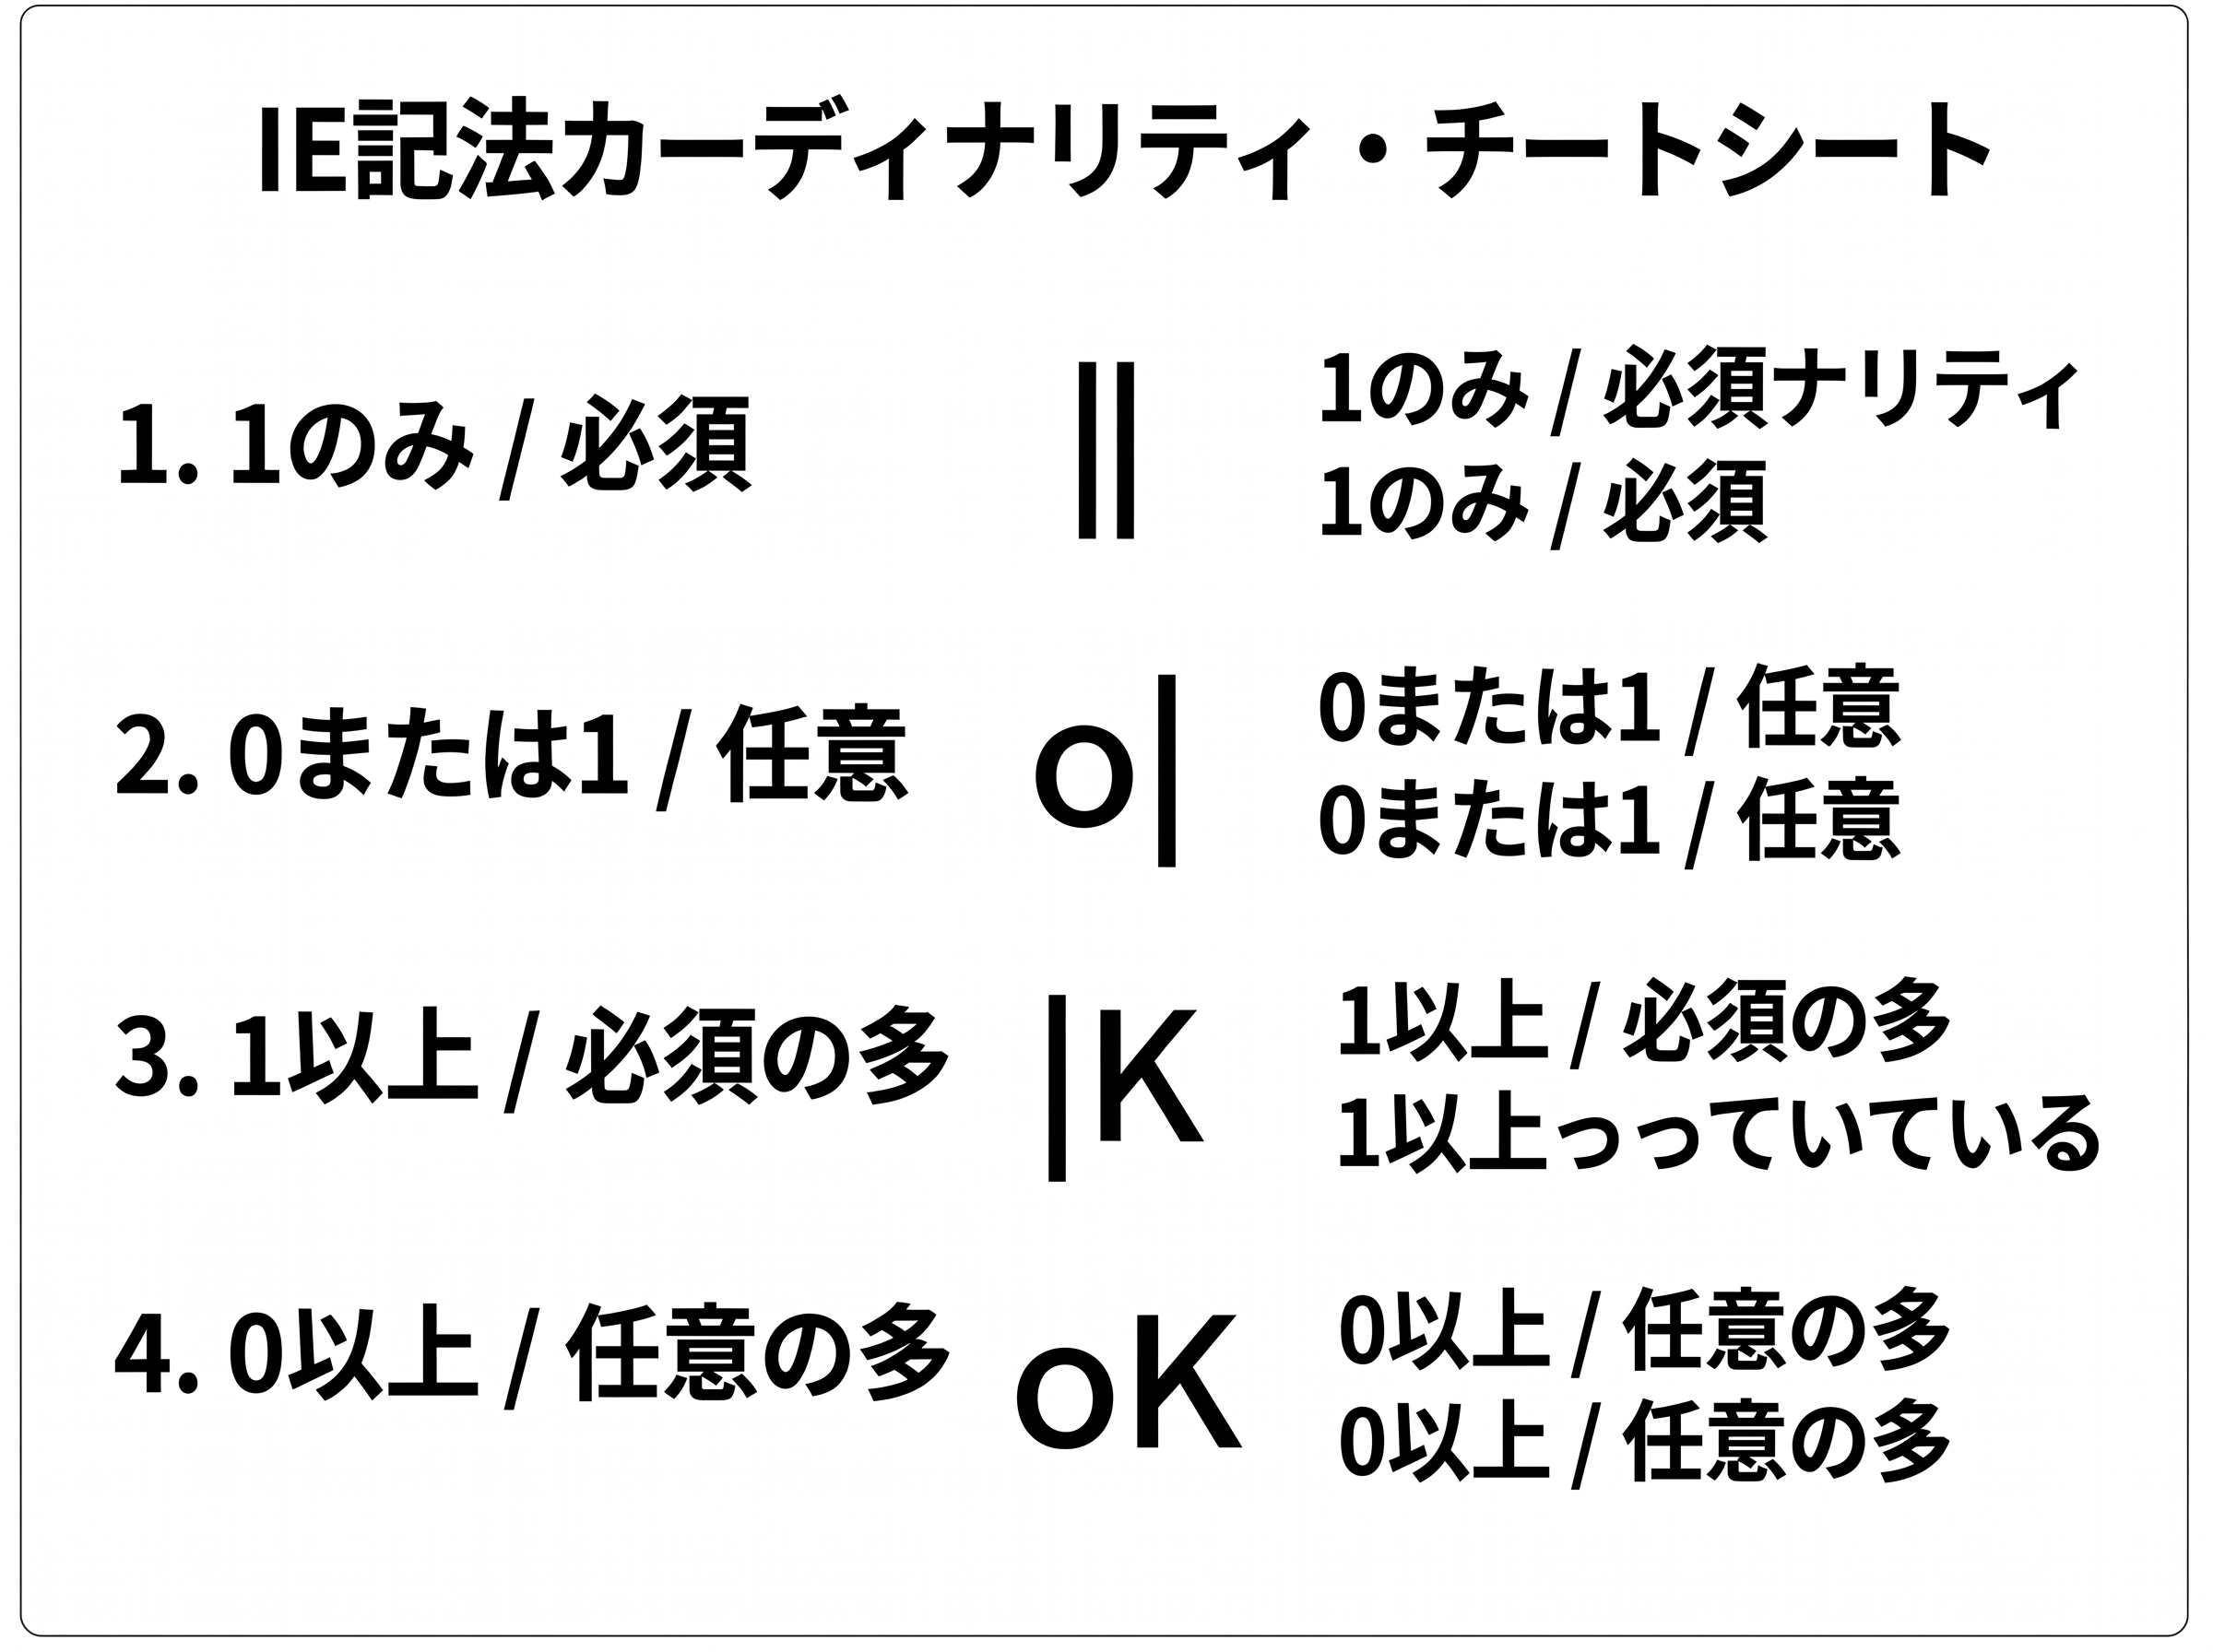 IE記法カーディナリティ・チートシート
1. 1のみ / 必須
||
1のみ / 必須ナリティ
1のみ / 必須
2. 0または1 / 任意
o|
0または1 / 任意
0または1 / 任意
3. 1以上 / 必須の多
|K
1以上 / 必須の多
1以上っっていている
4. 0以上 / 任意の多
oK
0以上 / 任意の多
0以上 / 任意の多